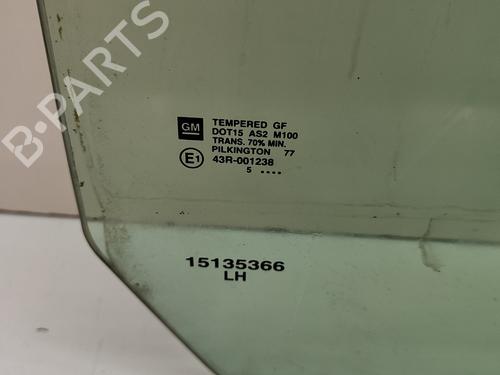 B-PARTS
GM
TEMPERED GF
DOT15 AS2 M100
TRANS. 70% MIN.
PILKINGTON 77
E1 43R-001238
5 ....
15135366
LH